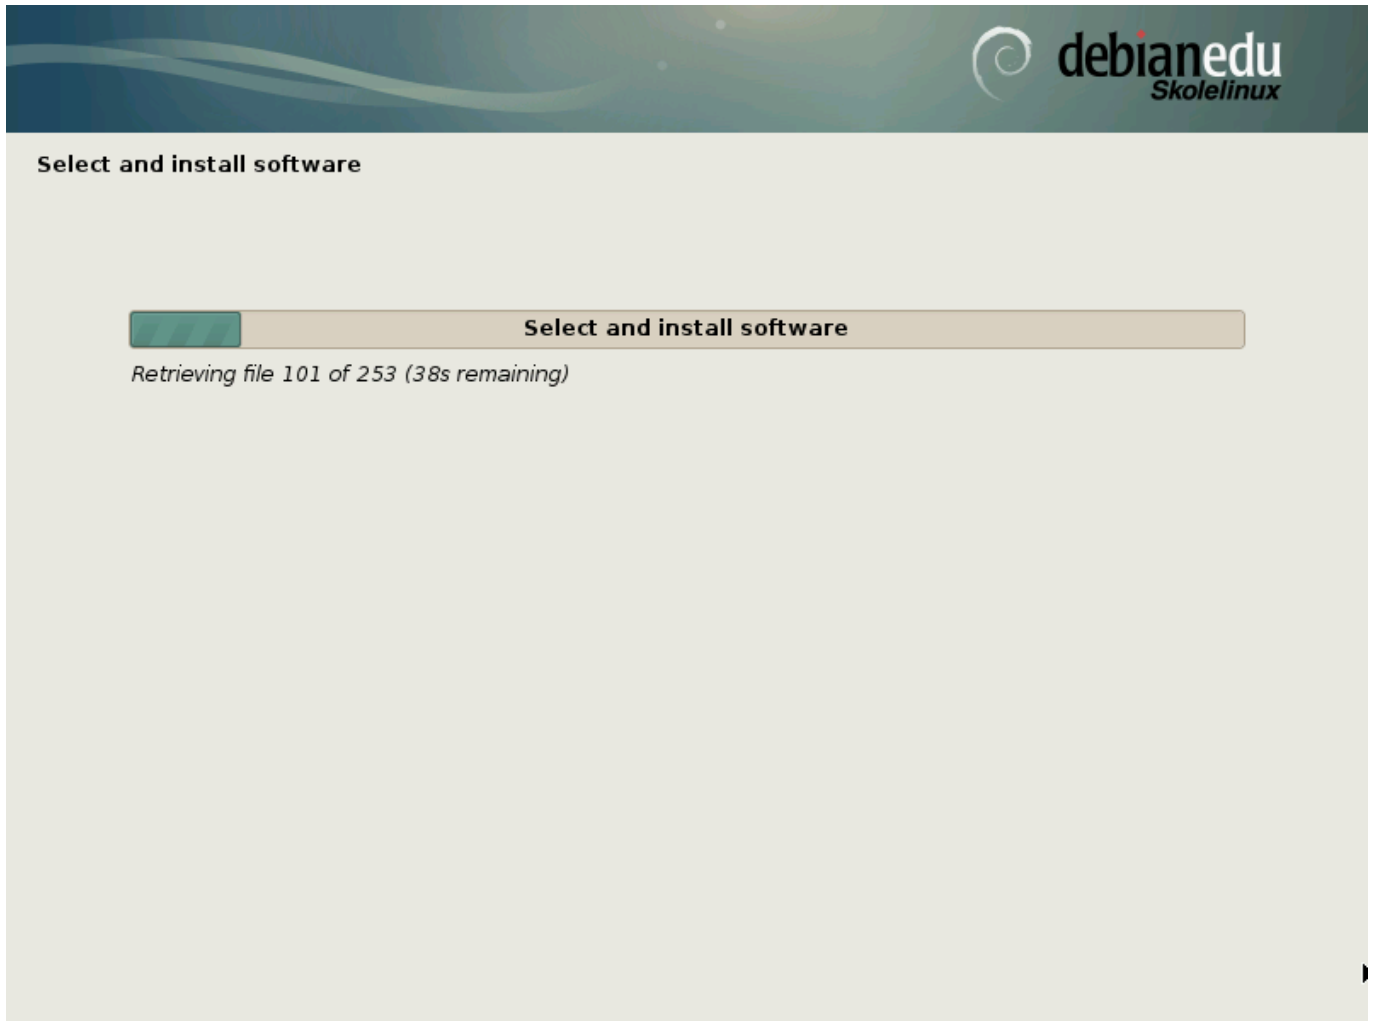 debianedu
Skolelinux
Select and install software
Select and install software
Retrieving file 101 of 253 (38s remaining)